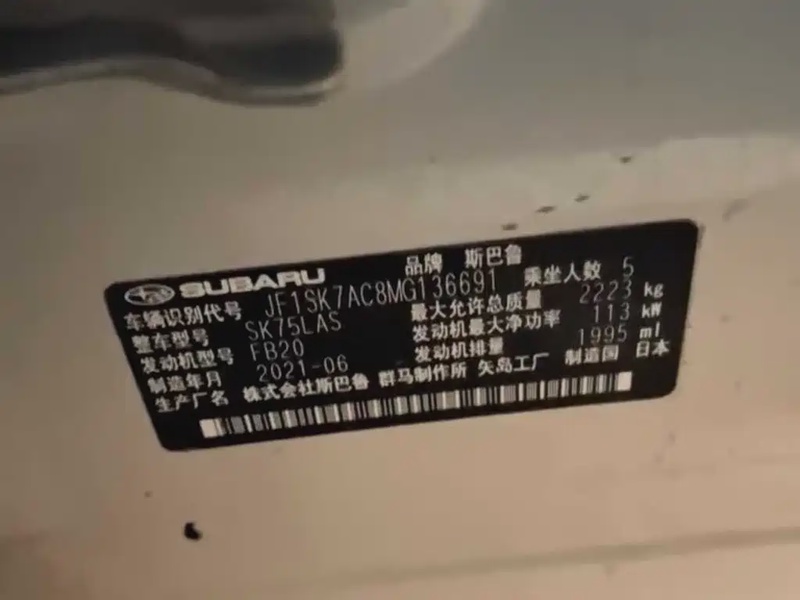 SUBARU 品牌 斯巴鲁
车辆识别代号 JF1SK7AC8MG136691 乘坐人数 5
整车型号 SK75LAS 最大允许总质量 2223 kg
发动机型号 FB20 发动机最大净功率 113 kW
制造年月 2021-06 发动机排量 1995 ml
生产厂名 株式会社斯巴鲁 群马制作所 矢岛工厂 制造国 日本